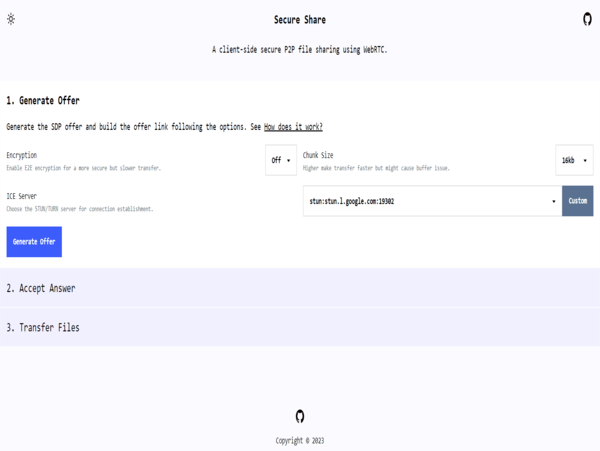 Secure Share
A client-side secure P2P file sharing using WebRTC.
1. Generate Offer
Generate the SDP offer and build the offer link following the options. See How does it work?
Encryption
Enable E2E encryption for a more secure but slower transfer.
Off
Chunk Size
Higher make transfer faster but might cause buffer issue.
16kb
ICE Server
Choose the STUN/TURN server for connection establishment.
stun:stun.l.google.com:19302
Custom
Generate Offer
2. Accept Answer
3. Transfer Files
Copyright © 2023